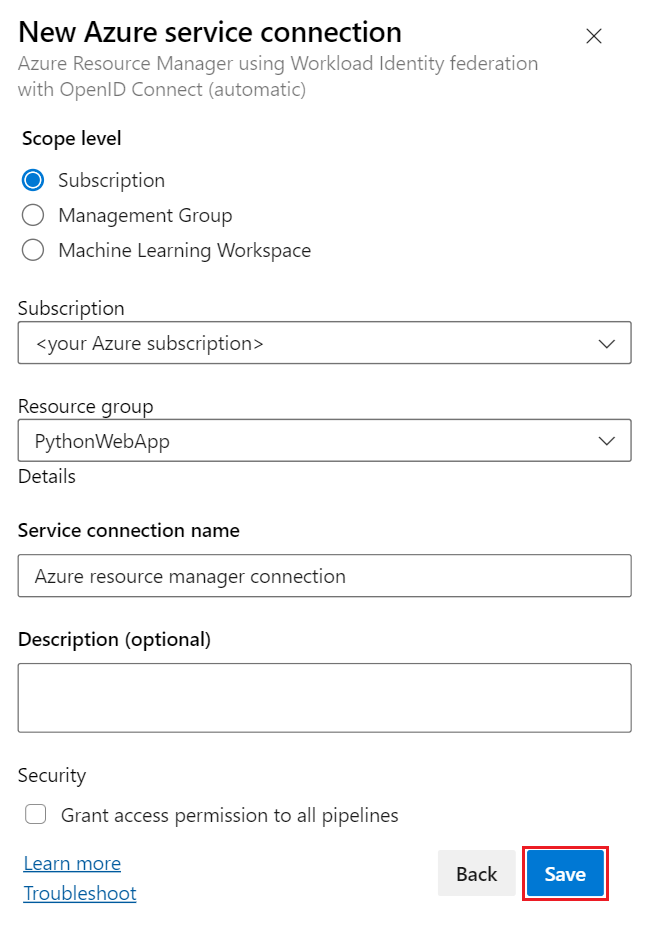 New Azure service connection
Azure Resource Manager using Workload Identity federation
with OpenID Connect (automatic)
Scope level
Subscription
Management Group
Machine Learning Workspace
Subscription
<your Azure subscription>
Resource group
PythonWebApp
Details
Service connection name
Azure resource manager connection
Description (optional)
Security
Grant access permission to all pipelines
Learn more
Troubleshoot
Back
Save